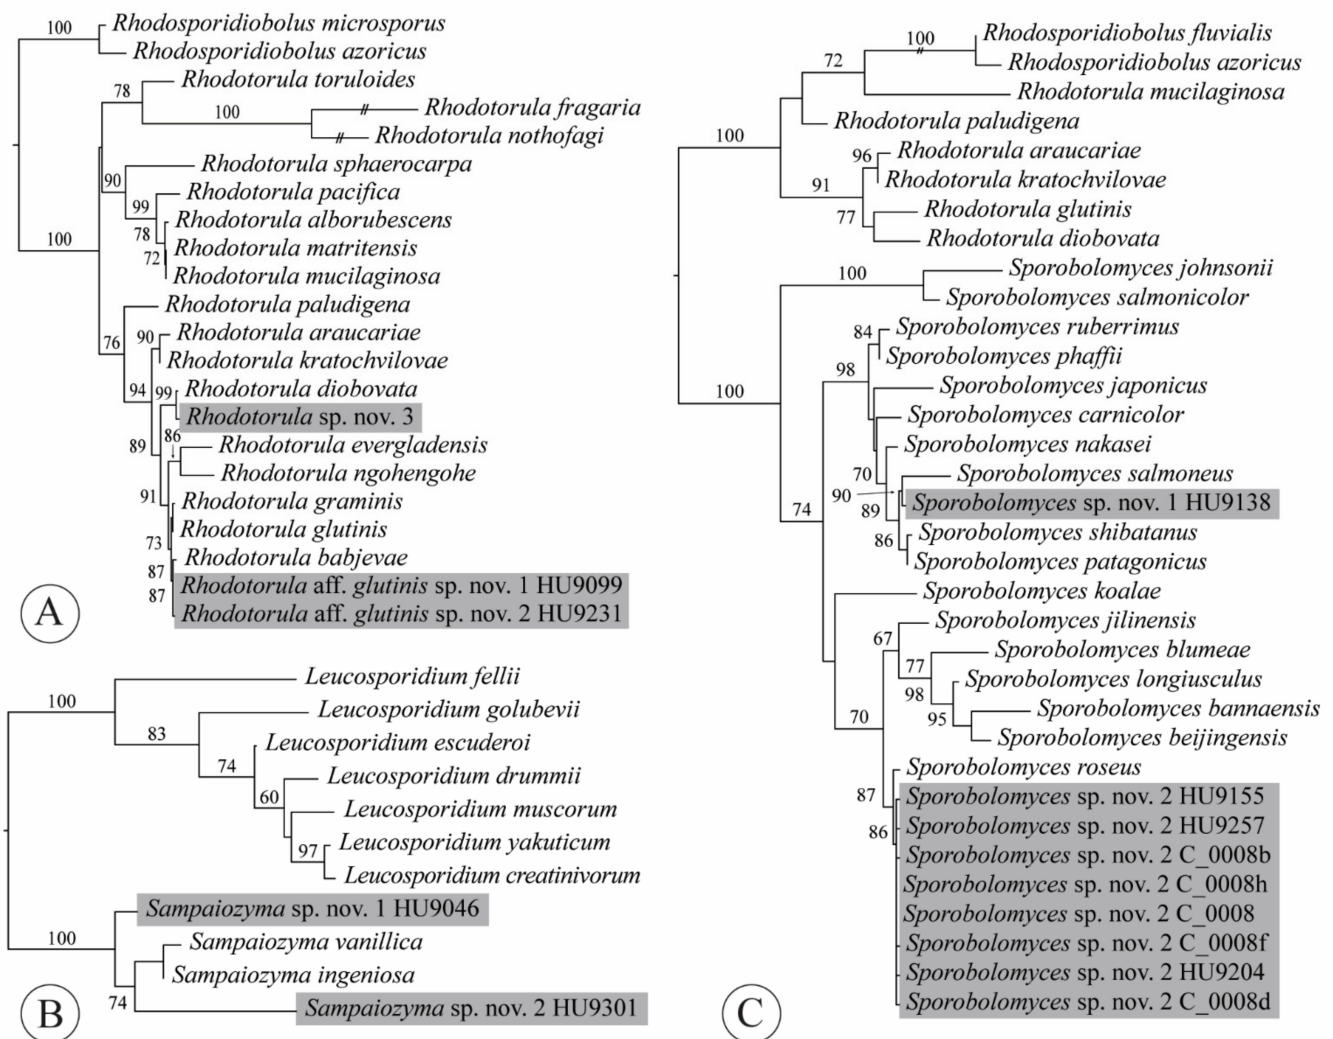 100
Rhodosporidiobolus microsporus
Rhodosporidiobolus azoricus
78
Rhodotorula toruloides
100
Rhodotorula fragaria
Rhodotorula nothofagi
90
Rhodotorula sphaerocarpa
99
Rhodotorula pacifica
78
Rhodotorula alborubescens
100
72
Rhodotorula matritensis
Rhodotorula mucilaginosa
Rhodotorula paludigena
76
90
Rhodotorula araucariae
Rhodotorula kratochvilovae
94
99
Rhodotorula diobovata
Rhodotorula sp. nov. 3
89
86
Rhodotorula evergladensis
Rhodotorula ngohengohe
91
Rhodotorula graminis
Rhodotorula glutinis
73
Rhodotorula babjevae
87
Rhodotorula aff. glutinis sp. nov. 1 HU9099
87
Rhodotorula aff. glutinis sp. nov. 2 HU9231
A
Leucosporidium fellii
100
Leucosporidium golubevii
83
Leucosporidium escuderoi
74
Leucosporidium drummii
60
Leucosporidium muscorum
97
Leucosporidium yakuticum
Leucosporidium creatinivorum
Sampaiozyma sp. nov. 1 HU9046
100
Sampaiozyma vanillica
Sampaiozyma ingeniosa
74
Sampaiozyma sp. nov. 2 HU9301
B
100
Rhodosporidiobolus fluvialis
72
Rhodosporidiobolus azoricus
Rhodotorula mucilaginosa
Rhodotorula paludigena
100
96
Rhodotorula araucariae
91
Rhodotorula kratochvilovae
77
Rhodotorula glutinis
Rhodotorula diobovata
100
Sporobolomyces johnsonii
Sporobolomyces salmonicolor
84
Sporobolomyces ruberrimus
98
Sporobolomyces phaffii
100
Sporobolomyces japonicus
Sporobolomyces carnicolor
Sporobolomyces nakasei
70
Sporobolomyces salmoneus
90
Sporobolomyces sp. nov. 1 HU9138
74
89
Sporobolomyces shibatanus
86
Sporobolomyces patagonicus
Sporobolomyces koalae
Sporobolomyces jilinensis
67
Sporobolomyces blumeae
77
Sporobolomyces longiusculus
98
95
Sporobolomyces bannaensis
70
Sporobolomyces beijingensis
Sporobolomyces roseus
87
Sporobolomyces sp. nov. 2 HU9155
86
Sporobolomyces sp. nov. 2 HU9257
Sporobolomyces sp. nov. 2 C_0008b
Sporobolomyces sp. nov. 2 C_0008h
Sporobolomyces sp. nov. 2 C_0008
Sporobolomyces sp. nov. 2 C_0008f
Sporobolomyces sp. nov. 2 HU9204
Sporobolomyces sp. nov. 2 C_0008d
C